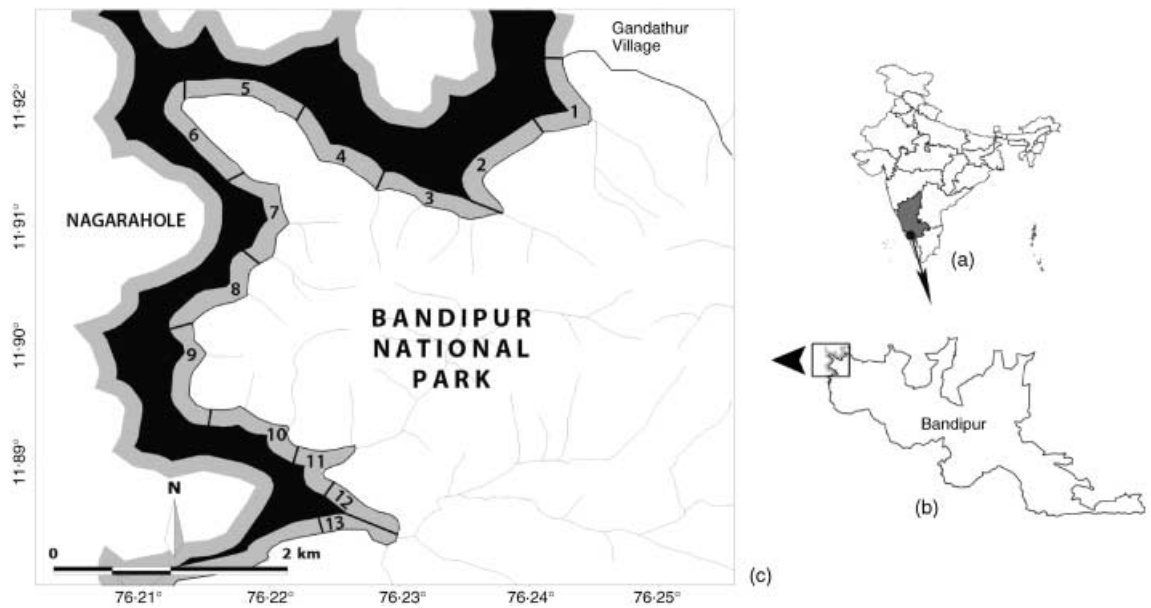 Gandathur
Village
11·92°
11·91°
11·90°
11·89°
5
1
6
4
2
3
7
NAGARAHOLE
8
BANDIPUR
NATIONAL
PARK
9
10
11
12
13
N
0
2 km
76·21°
76·22°
76·23°
76·24°
76·25°
(c)
(a)
Bandipur
(b)